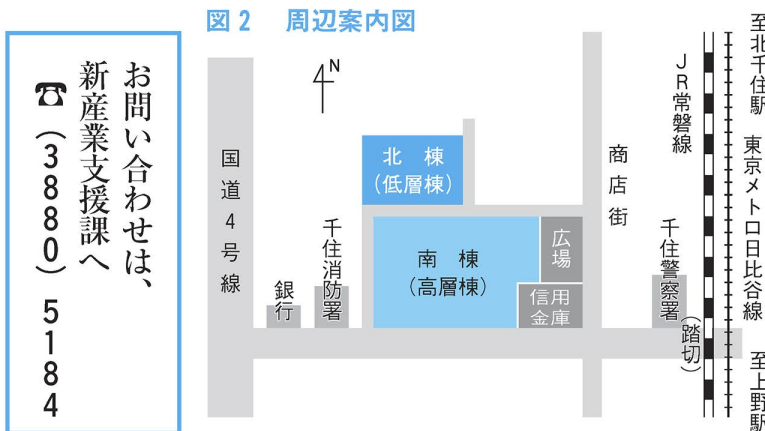 図2 周辺案内図
お問い合わせは、
新産業支援課へ
☎(3880)5184
N
国道4号線
銀行
千住消防署
北 棟
(低層棟)
南 棟
(高層棟)
広場
信用
金庫
商店街
千住警察署
(踏切)
JR常磐線
至北千住駅
東京メトロ日比谷線
至上野駅